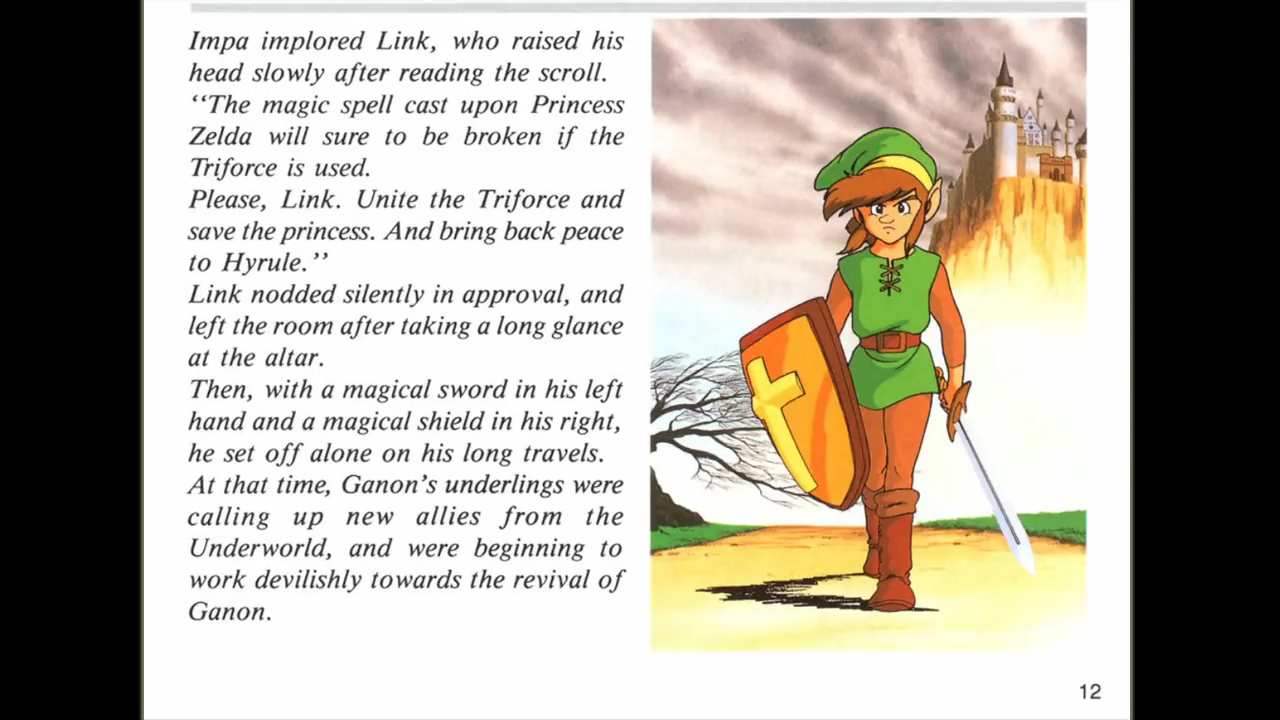 Impa implored Link, who raised his
head slowly after reading the scroll.
“The magic spell cast upon Princess
Zelda will sure to be broken if the
Triforce is used.
Please, Link. Unite the Triforce and
save the princess. And bring back peace
to Hyrule.”
Link nodded silently in approval, and
left the room after taking a long glance
at the altar.
Then, with a magical sword in his left
hand and a magical shield in his right,
he set off alone on his long travels.
At that time, Ganon’s underlings were
calling up new allies from the
Underworld, and were beginning to
work devilishly towards the revival of
Ganon.
12